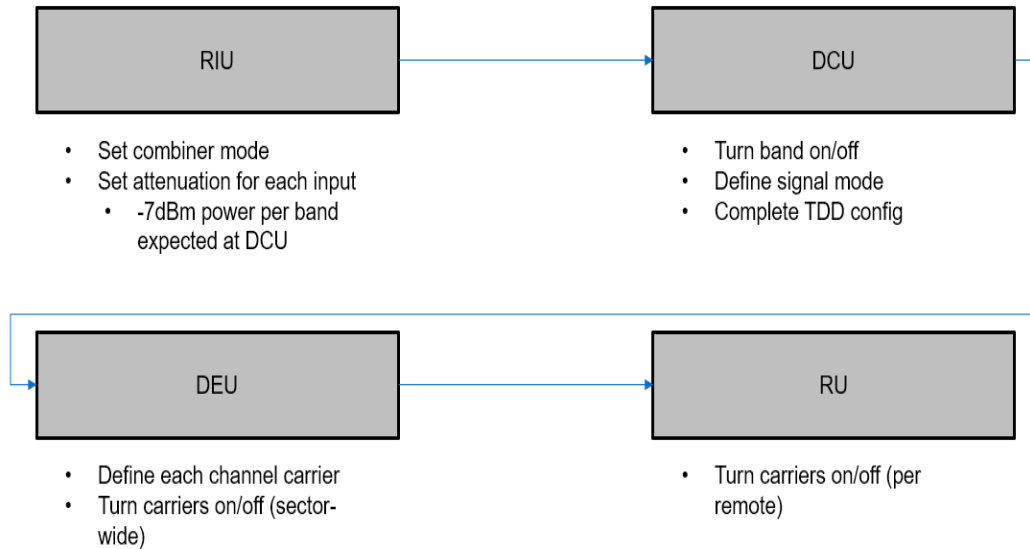 RIU
DCU
• Set combiner mode
• Set attenuation for each input
• -7dBm power per band
expected at DCU
• Turn band on/off
• Define signal mode
• Complete TDD config
DEU
RU
• Define each channel carrier
• Turn carriers on/off (sector-
wide)
• Turn carriers on/off (per
remote)